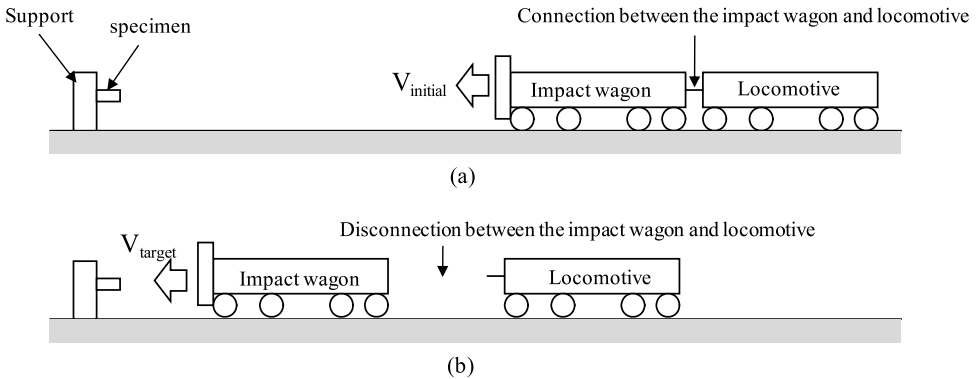 Support
specimen
Connection between the impact wagon and locomotive
Vinitial
Impact wagon
Locomotive
(a)
Disconnection between the impact wagon and locomotive
Vtarget
Impact wagon
Locomotive
(b)